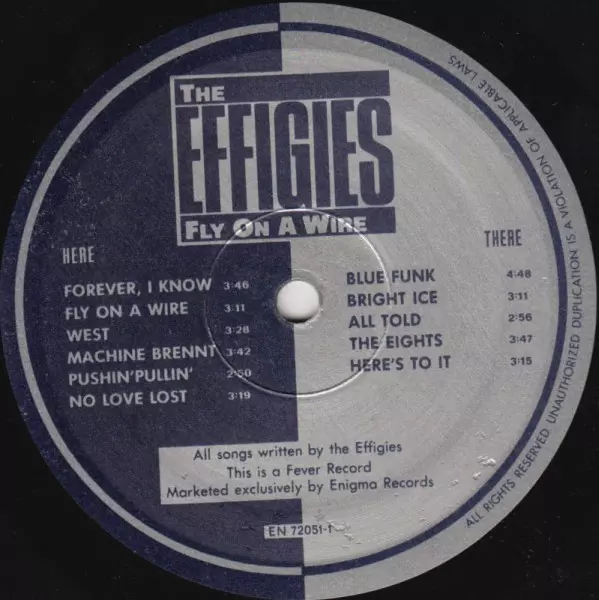 THE
EFFIGIES
FLY ON A WIRE
HERE
FOREVER, I KNOW 3:46
FLY ON A WIRE 3:11
WEST 3:28
MACHINE BRENNT 3:42
PUSHIN'PULLIN' 2:50
NO LOVE LOST 3:19
THERE
BLUE FUNK 4:48
BRIGHT ICE 3:11
ALL TOLD 2:56
THE EIGHTS 3:47
HERE'S TO IT 3:15
All songs written by the Effigies
This is a Fever Record
Marketed exclusively by Enigma Records
EN 72051-1
ALL RIGHTS RESERVED UNAUTHORIZED DUPLICATION IS A VIOLATION OF APPLICABLE LAWS